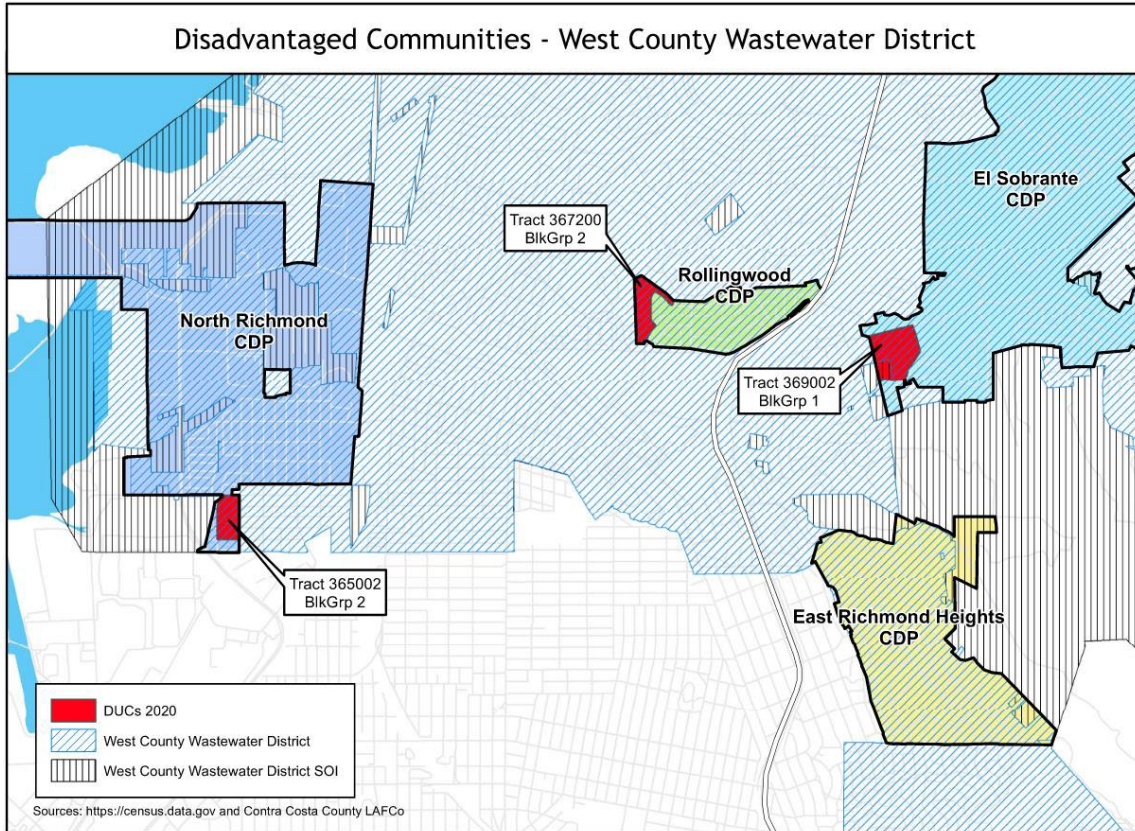 Disadvantaged Communities - West County Wastewater District
El Sobrante
CDP
Tract 367200
BlkGrp 2
Rollingwood
CDP
North Richmond
CDP
Tract 369002
BlkGrp 1
Tract 365002
BlkGrp 2
East Richmond Heights
CDP
DUCs 2020
West County Wastewater District
West County Wastewater District SOI
Sources: https://census.data.gov and Contra Costa County LAFCo